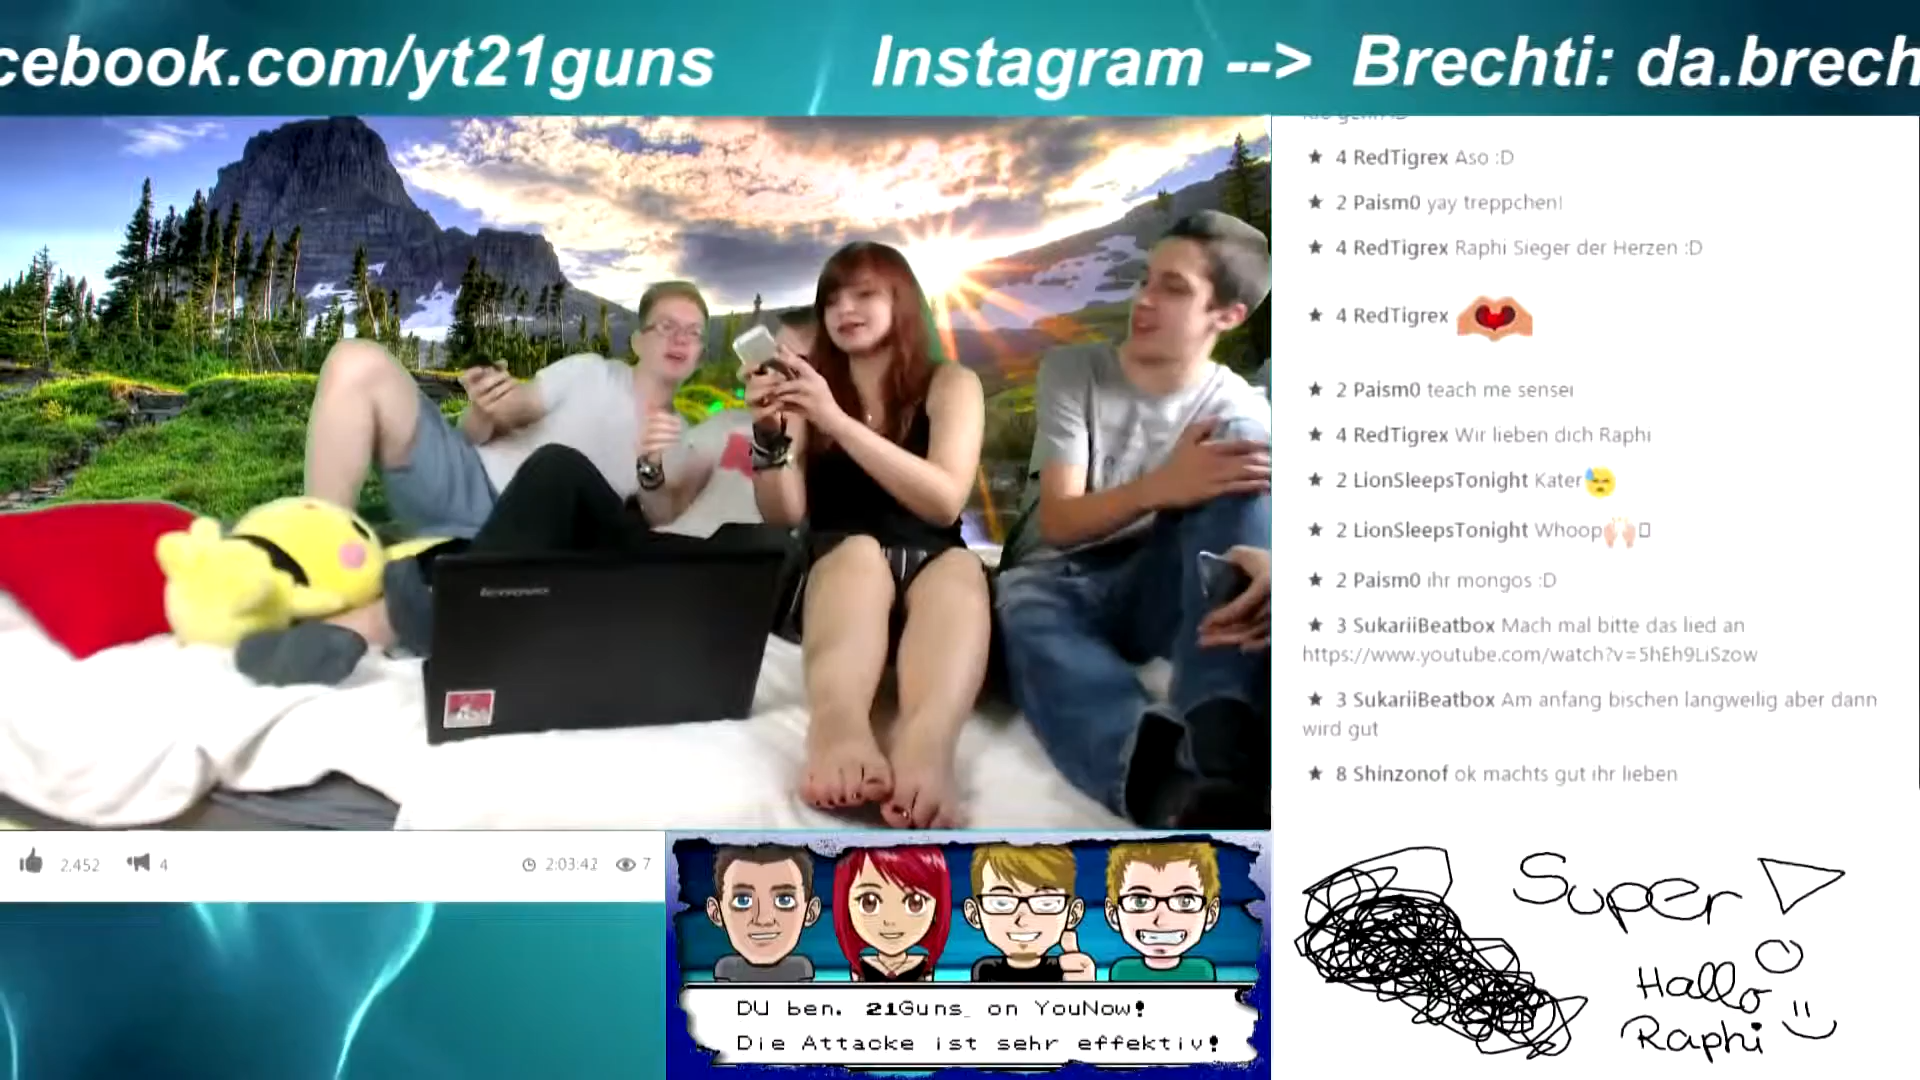 cebook.com/yt21guns Instagram --> Brechti: da.brech
★ 4 RedTigrex Aso :D
★ 2 Paism0 yay treppchen!
★ 4 RedTigrex Raphi Sieger der Herzen :D
★ 4 RedTigrex
★ 2 Paism0 teach me sensei
★ 4 RedTigrex Wir lieben dich Raphi
★ 2 LionSleepsTonight Kater
★ 2 LionSleepsTonight Whoop
★ 2 Paism0 ihr mongos :D
★ 3 SukariiBeatbox Mach mal bitte das lied an
https://www.youtube.com/watch?v=5hEh9LiSzow
★ 3 SukariiBeatbox Am anfang bischen langweilig aber dann
wird gut
★ 8 Shinzonof ok machts gut ihr lieben
lenovo
2.452 4 2:03:42 7
DU ben. 21Guns_ on YouNow!
Die Attacke ist sehr effektiv!
Super
Hallo
Raphi